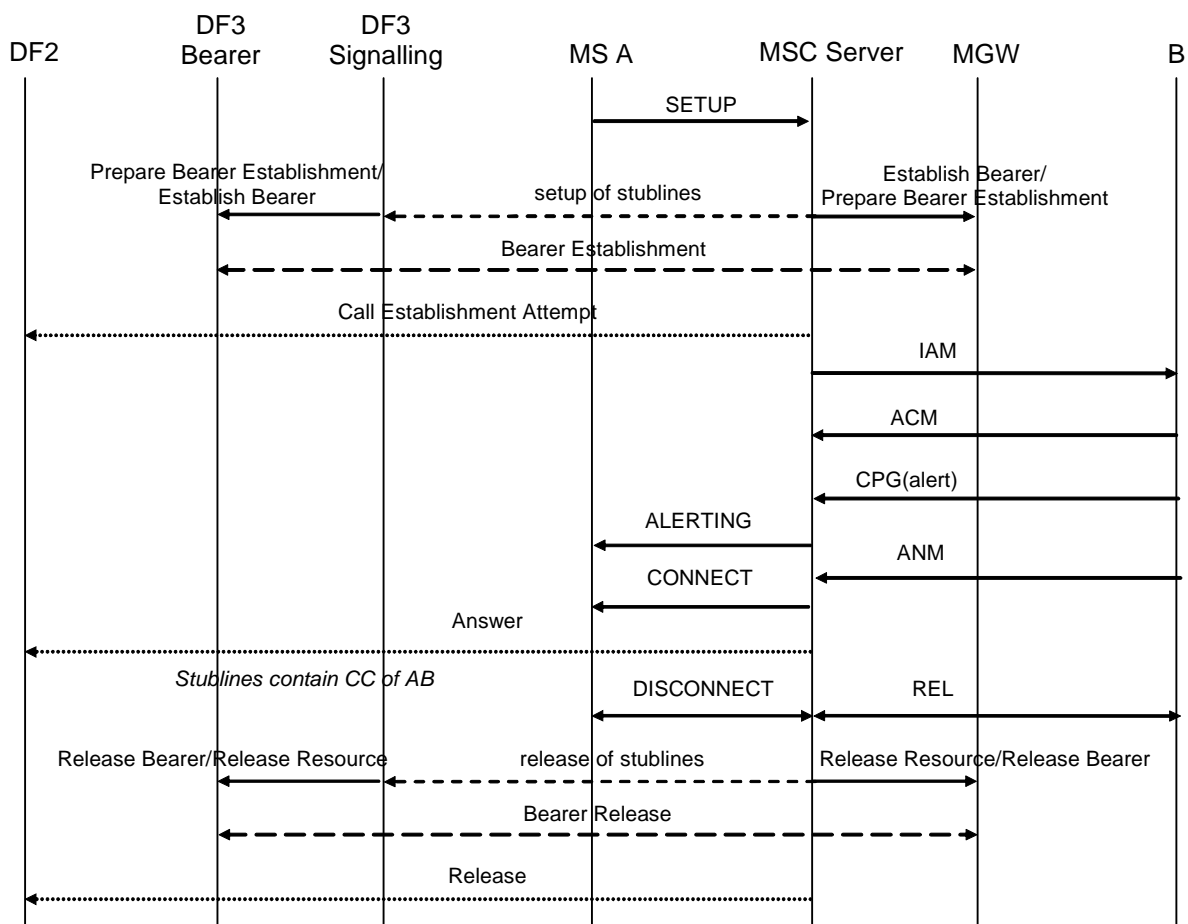 DF2
DF3
Bearer
DF3
Signalling
MS A
MSC Server
MGW
B
SETUP
Prepare Bearer Establishment/
Establish Bearer
setup of stublines
Establish Bearer/
Prepare Bearer Establishment
Bearer Establishment
Call Establishment Attempt
IAM
ACM
CPG(alert)
ALERTING
ANM
CONNECT
Answer
Stublines contain CC of AB
DISCONNECT
REL
Release Bearer/Release Resource
release of stublines
Release Resource/Release Bearer
Bearer Release
Release